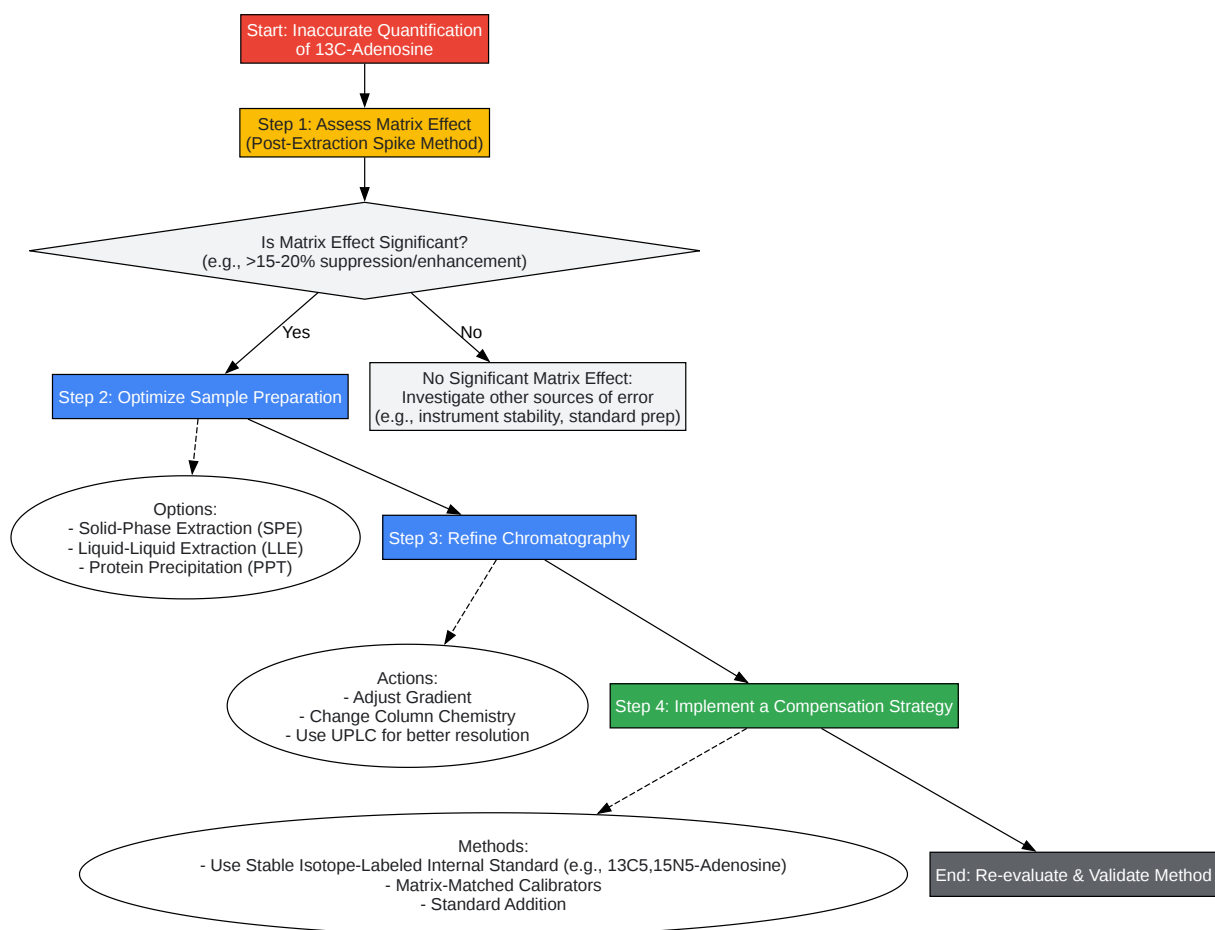 Start: Inaccurate Quantification
of 13C-Adenosine
Step 1: Assess Matrix Effect
(Post-Extraction Spike Method)
Is Matrix Effect Significant?
(e.g., >15-20% suppression/enhancement)
Yes
No
Step 2: Optimize Sample Preparation
No Significant Matrix Effect:
Investigate other sources of error
(e.g., instrument stability, standard prep)
Options:
- Solid-Phase Extraction (SPE)
- Liquid-Liquid Extraction (LLE)
- Protein Precipitation (PPT)
Step 3: Refine Chromatography
Actions:
- Adjust Gradient
- Change Column Chemistry
- Use UPLC for better resolution
Step 4: Implement a Compensation Strategy
Methods:
- Use Stable Isotope-Labeled Internal Standard (e.g., 13C5,15N5-Adenosine)
- Matrix-Matched Calibrators
- Standard Addition
End: Re-evaluate & Validate Method